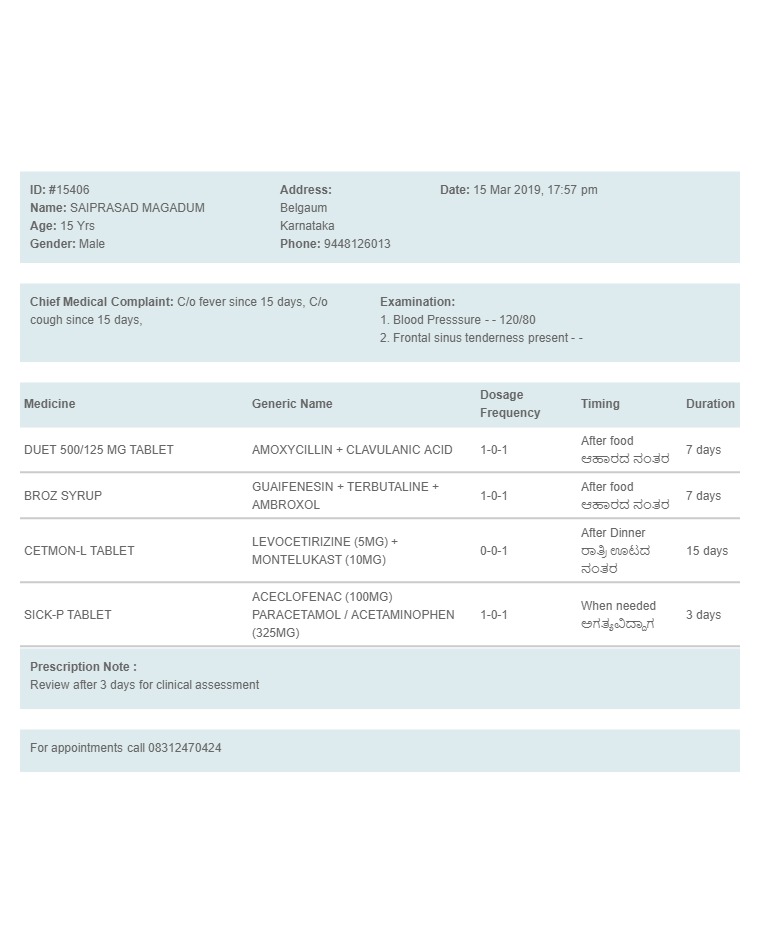 ID: #15406
Name: SAIPRASAD MAGADUM
Age: 15 Yrs
Gender: Male
Address:
Belgaum
Karnataka
Phone: 9448126013
Date: 15 Mar 2019, 17:57 pm
Chief Medical Complaint: C/o fever since 15 days, C/o
cough since 15 days,
Examination:
1. Blood Presssure - - 120/80
2. Frontal sinus tenderness present - -
Medicine Generic Name Dosage Frequency Timing Duration
DUET 500/125 MG TABLET AMOXYCILLIN + CLAVULANIC ACID 1-0-1 After food 7 days
ಆಹಾರದ ನಂತರ
BROZ SYRUP GUAIFENESIN + TERBUTALINE + 1-0-1 After food 7 days
AMBROXOL ಆಹಾರದ ನಂತರ
CETMON-L TABLET LEVOCETIRIZINE (5MG) + 0-0-1 After Dinner 15 days
MONTELUKAST (10MG) ರಾತ್ರಿ ಊಟದ
ನಂತರ
SICK-P TABLET ACECLOFENAC (100MG) 1-0-1 When needed 3 days
PARACETAMOL / ACETAMINOPHEN ಅಗತ್ಯವಿದ್ದಾಗ
(325MG)
Prescription Note :
Review after 3 days for clinical assessment
For appointments call 08312470424